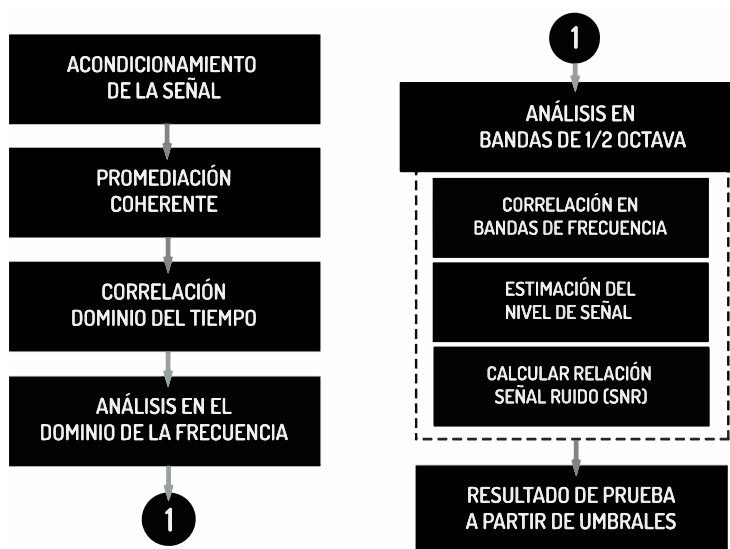 ACONDICIONAMIENTO
DE LA SEÑAL
PROMEDIACIÓN
COHERENTE
CORRELACIÓN
DOMINIO DEL TIEMPO
ANÁLISIS EN EL
DOMINIO DE LA FRECUENCIA
1
1
ANÁLISIS EN
BANDAS DE 1/2 OCTAVA
CORRELACIÓN EN
BANDAS DE FRECUENCIA
ESTIMACIÓN DEL
NIVEL DE SEÑAL
CALCULAR RELACIÓN
SEÑAL RUIDO (SNR)
RESULTADO DE PRUEBA
A PARTIR DE UMBRALES